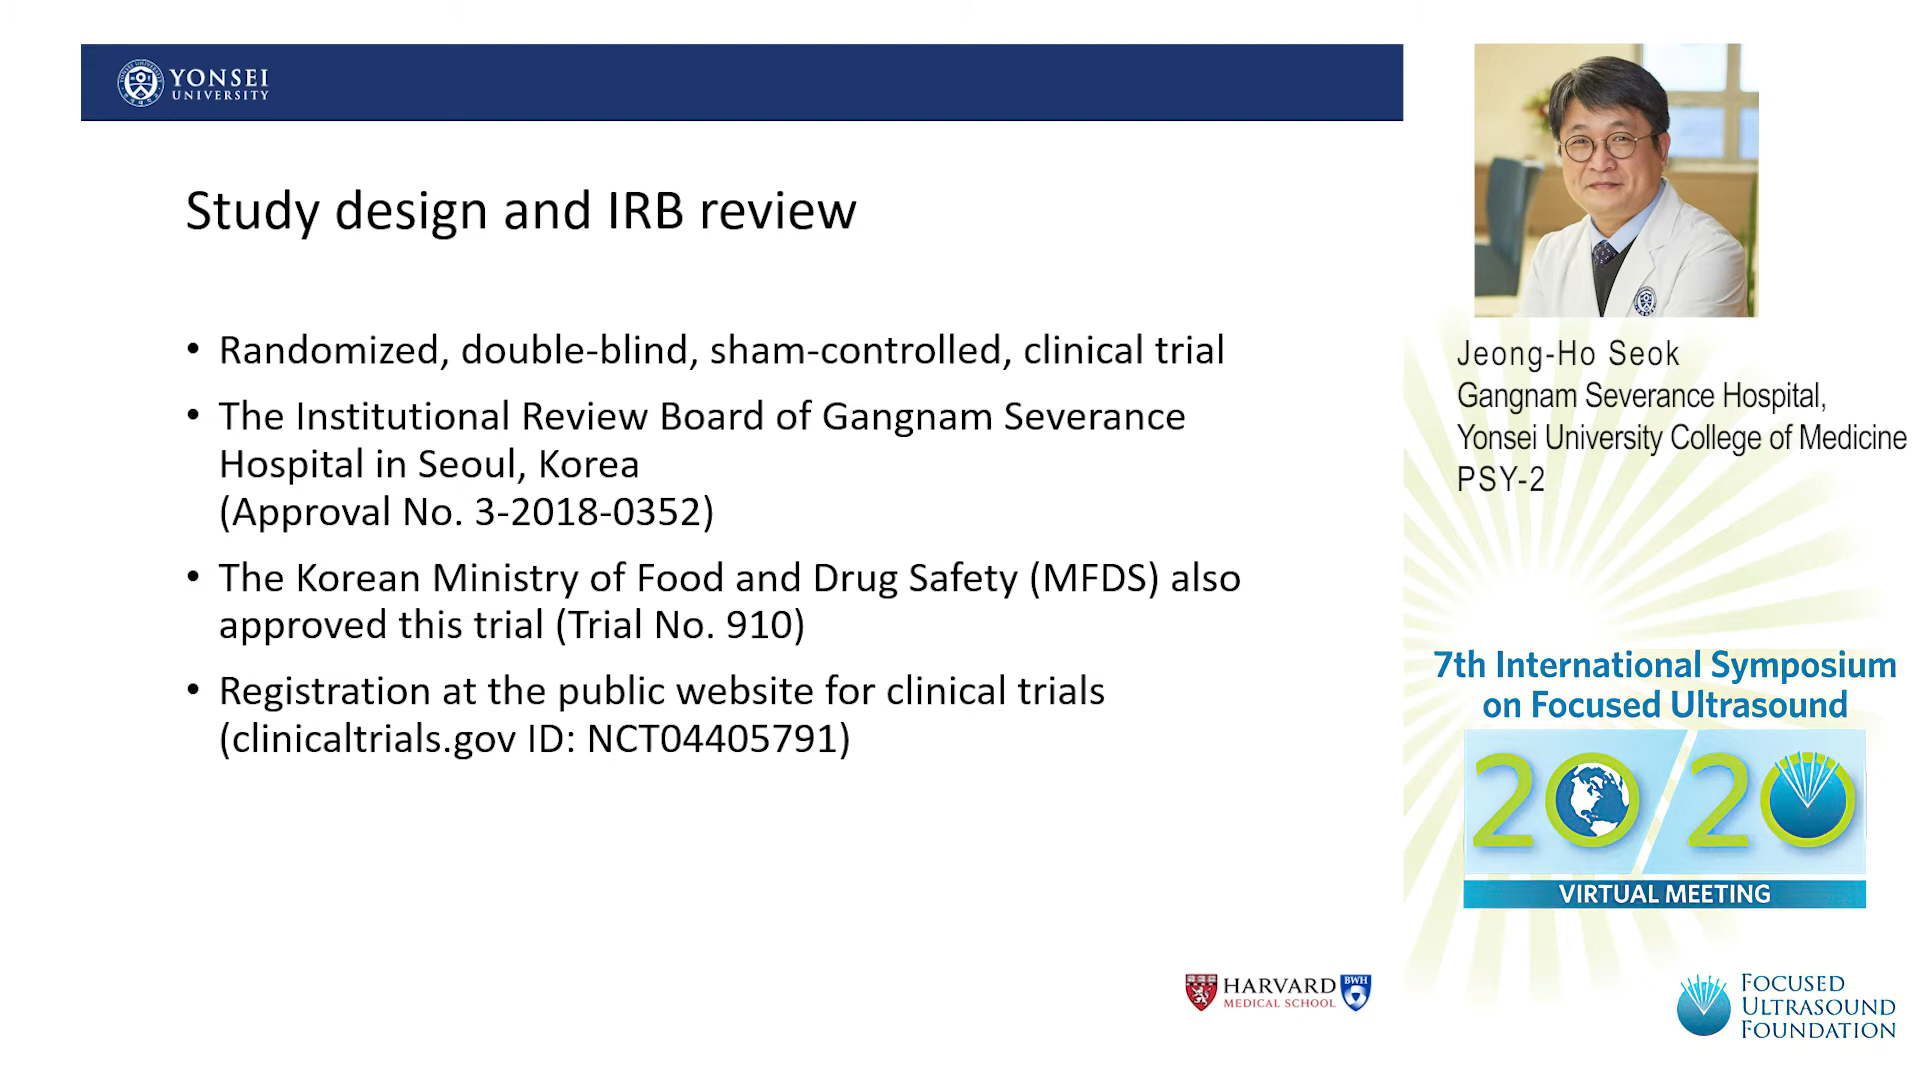 YONSEI
UNIVERSITY
Study design and IRB review
• Randomized, double-blind, sham-controlled, clinical trial
• The Institutional Review Board of Gangnam Severance
Hospital in Seoul, Korea
(Approval No. 3-2018-0352)
• The Korean Ministry of Food and Drug Safety (MFDS) also
approved this trial (Trial No. 910)
• Registration at the public website for clinical trials
(clinicaltrials.gov ID: NCT04405791)
HARVARD
MEDICAL SCHOOL
BWH
Jeong-Ho Seok
Gangnam Severance Hospital,
Yonsei University College of Medicine
PSY-2
7th International Symposium
on Focused Ultrasound
20/20
VIRTUAL MEETING
FOCUSED
ULTRASOUND
FOUNDATION